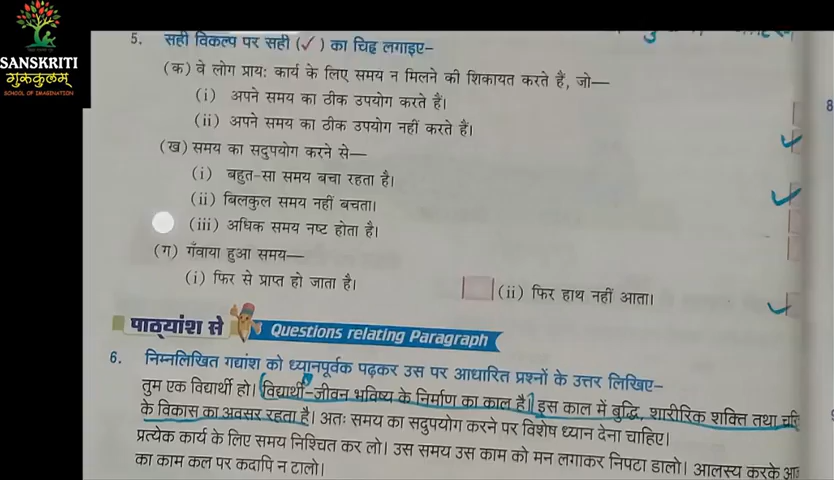 SANSKRITI
गुरुकुलम्
SCHOOL OF IMAGINATION
5. सही विकल्प पर सही (✓) का चिह्न लगाइए–
(क) वे लोग प्रायः कार्य के लिए समय न मिलने की शिकायत करते हैं, जो—
(i) अपने समय का ठीक उपयोग करते हैं।
(ii) अपने समय का ठीक उपयोग नहीं करते हैं।
(ख) समय का सदुपयोग करने से—
(i) बहुत-सा समय बचा रहता है।
(ii) बिलकुल समय नहीं बचता।
(iii) अधिक समय नष्ट होता है।
(ग) गँवाया हुआ समय—
(i) फिर से प्राप्त हो जाता है। (ii) फिर हाथ नहीं आता।
पाठ्यांश से Questions relating Paragraph
6. निम्नलिखित गद्यांश को ध्यानपूर्वक पढ़कर उस पर आधारित प्रश्नों के उत्तर लिखिए–
तुम एक विद्यार्थी हो। विद्यार्थी-जीवन भविष्य के निर्माण का काल है। इस काल में बुद्धि, शारीरिक शक्ति तथा
के विकास का अवसर रहता है। अतः समय का सदुपयोग करने पर विशेष ध्यान देना चाहिए।
प्रत्येक कार्य के लिए समय निश्चित कर लो। उस समय उस काम को मन लगाकर निपटा डालो। आलस्य करके
का काम कल पर कदापि न टालो।